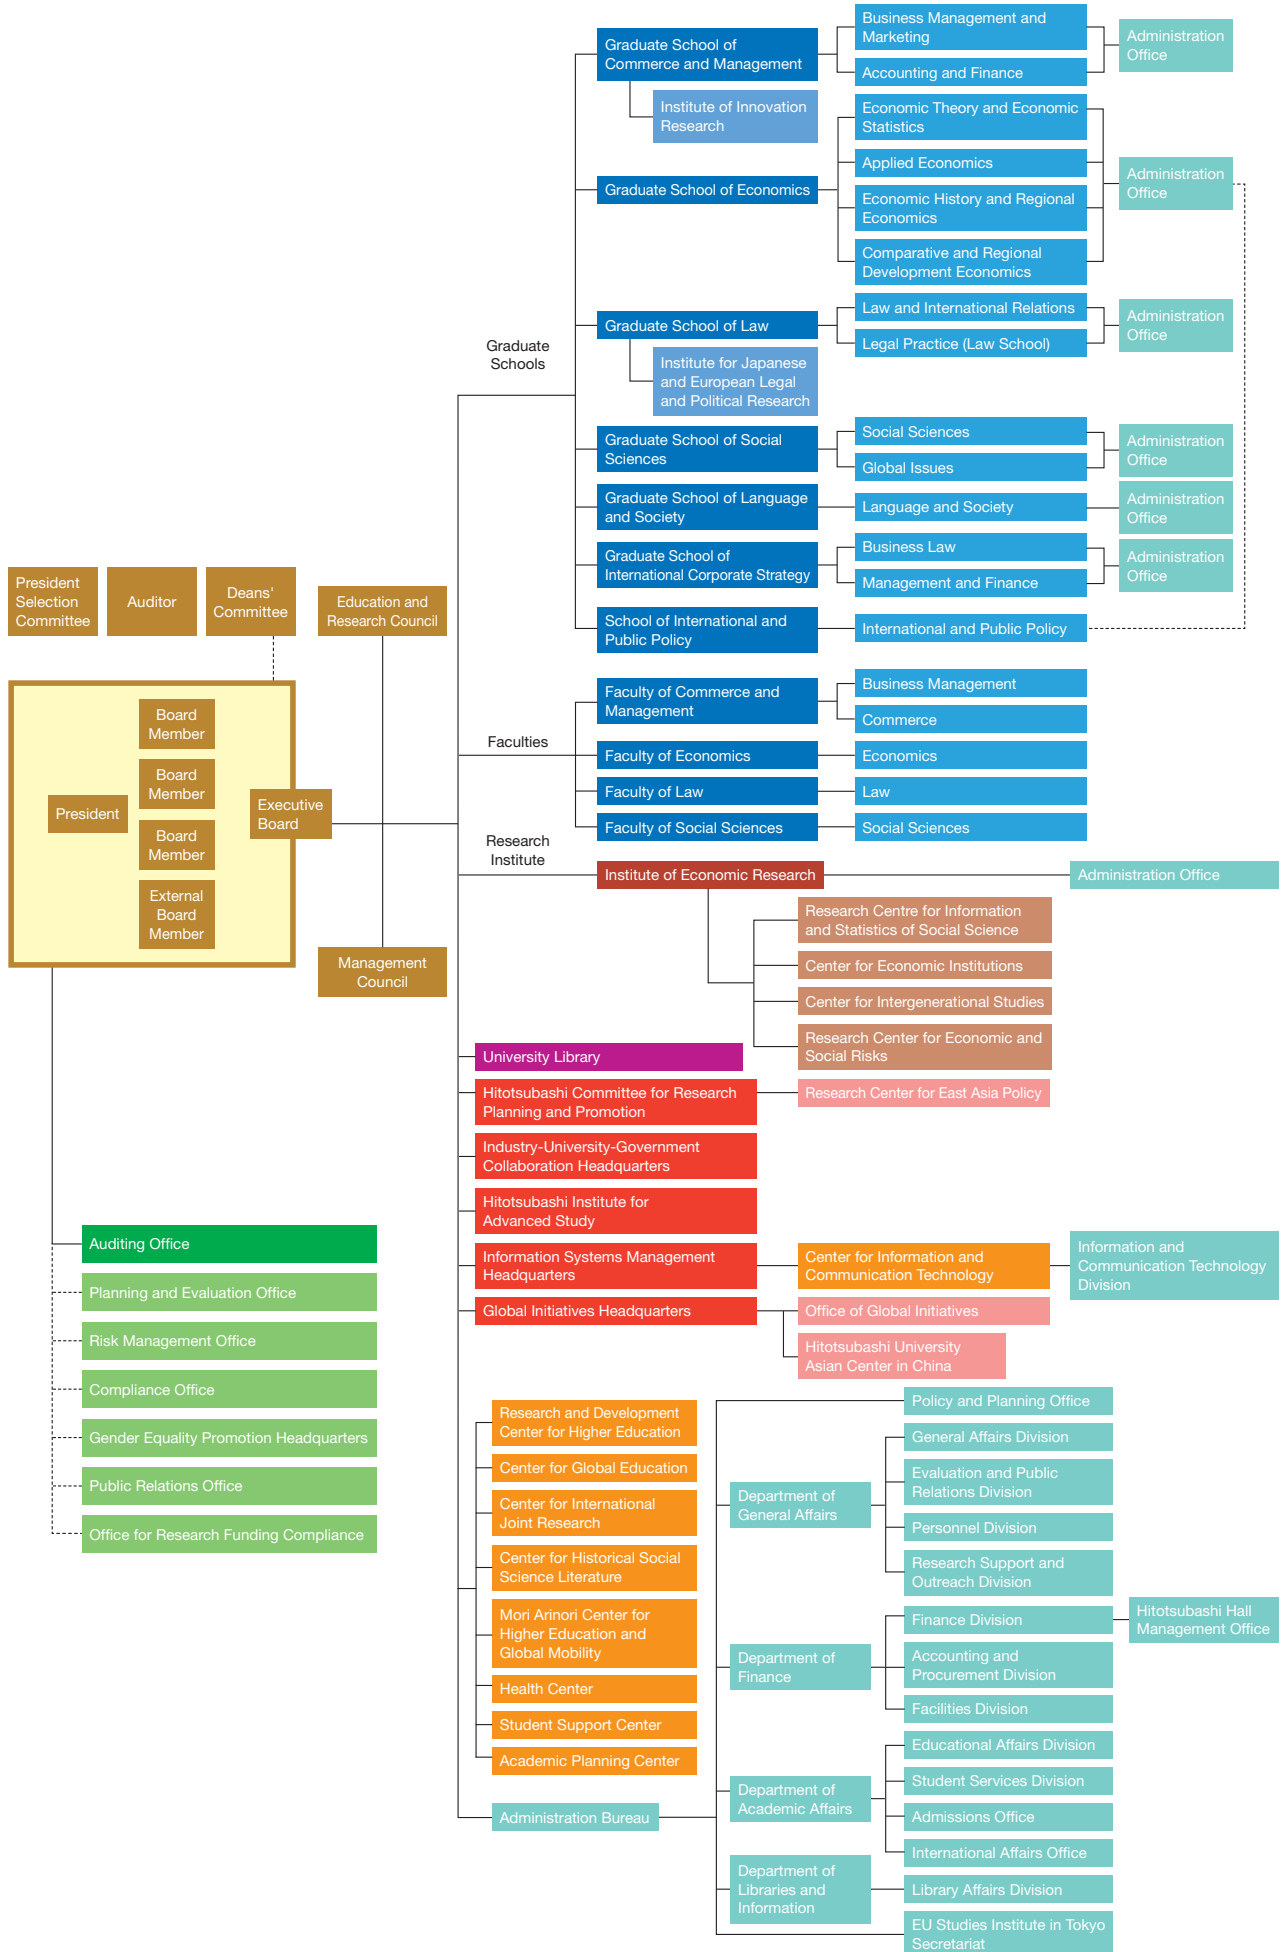 Graduate
Schools
Graduate School of
Commerce and Management
Institute of Innovation
Research
Business Management and
Marketing
Accounting and Finance
Administration
Office
Graduate School of Economics
Economic Theory and Economic
Statistics
Applied Economics
Economic History and Regional
Economics
Comparative and Regional
Development Economics
Administration
Office
Graduate School of Law
Institute for Japanese
and European Legal
and Political Research
Law and International Relations
Legal Practice (Law School)
Administration
Office
Graduate School of Social
Sciences
Social Sciences
Global Issues
Administration
Office
Graduate School of Language
and Society
Language and Society
Administration
Office
Graduate School of
International Corporate Strategy
Business Law
Management and Finance
Administration
Office
School of International and
Public Policy
International and Public Policy
President
Selection
Committee
Auditor
Deans'
Committee
Education and
Research Council
President
Board
Member
Board
Member
Board
Member
External
Board
Member
Executive
Board
Management
Council
Faculties
Faculty of Commerce and
Management
Business Management
Commerce
Faculty of Economics
Economics
Faculty of Law
Law
Faculty of Social Sciences
Social Sciences
Research
Institute
Institute of Economic Research
Administration Office
Research Centre for Information
and Statistics of Social Science
Center for Economic Institutions
Center for Intergenerational Studies
Research Center for Economic and
Social Risks
University Library
Hitotsubashi Committee for Research
Planning and Promotion
Research Center for East Asia Policy
Industry-University-Government
Collaboration Headquarters
Hitotsubashi Institute for
Advanced Study
Information Systems Management
Headquarters
Center for Information and
Communication Technology
Information and
Communication Technology
Division
Global Initiatives Headquarters
Office of Global Initiatives
Hitotsubashi University
Asian Center in China
Auditing Office
Planning and Evaluation Office
Risk Management Office
Compliance Office
Gender Equality Promotion Headquarters
Public Relations Office
Office for Research Funding Compliance
Research and Development
Center for Higher Education
Center for Global Education
Center for International
Joint Research
Center for Historical Social
Science Literature
Mori Arinori Center for
Higher Education and
Global Mobility
Health Center
Student Support Center
Academic Planning Center
Administration Bureau
Policy and Planning Office
Department of
General Affairs
General Affairs Division
Evaluation and Public
Relations Division
Personnel Division
Research Support and
Outreach Division
Department of
Finance
Finance Division
Hitotsubashi Hall
Management Office
Accounting and
Procurement Division
Facilities Division
Department of
Academic Affairs
Educational Affairs Division
Student Services Division
Admissions Office
International Affairs Office
Department of
Libraries and
Information
Library Affairs Division
EU Studies Institute in Tokyo
Secretariat